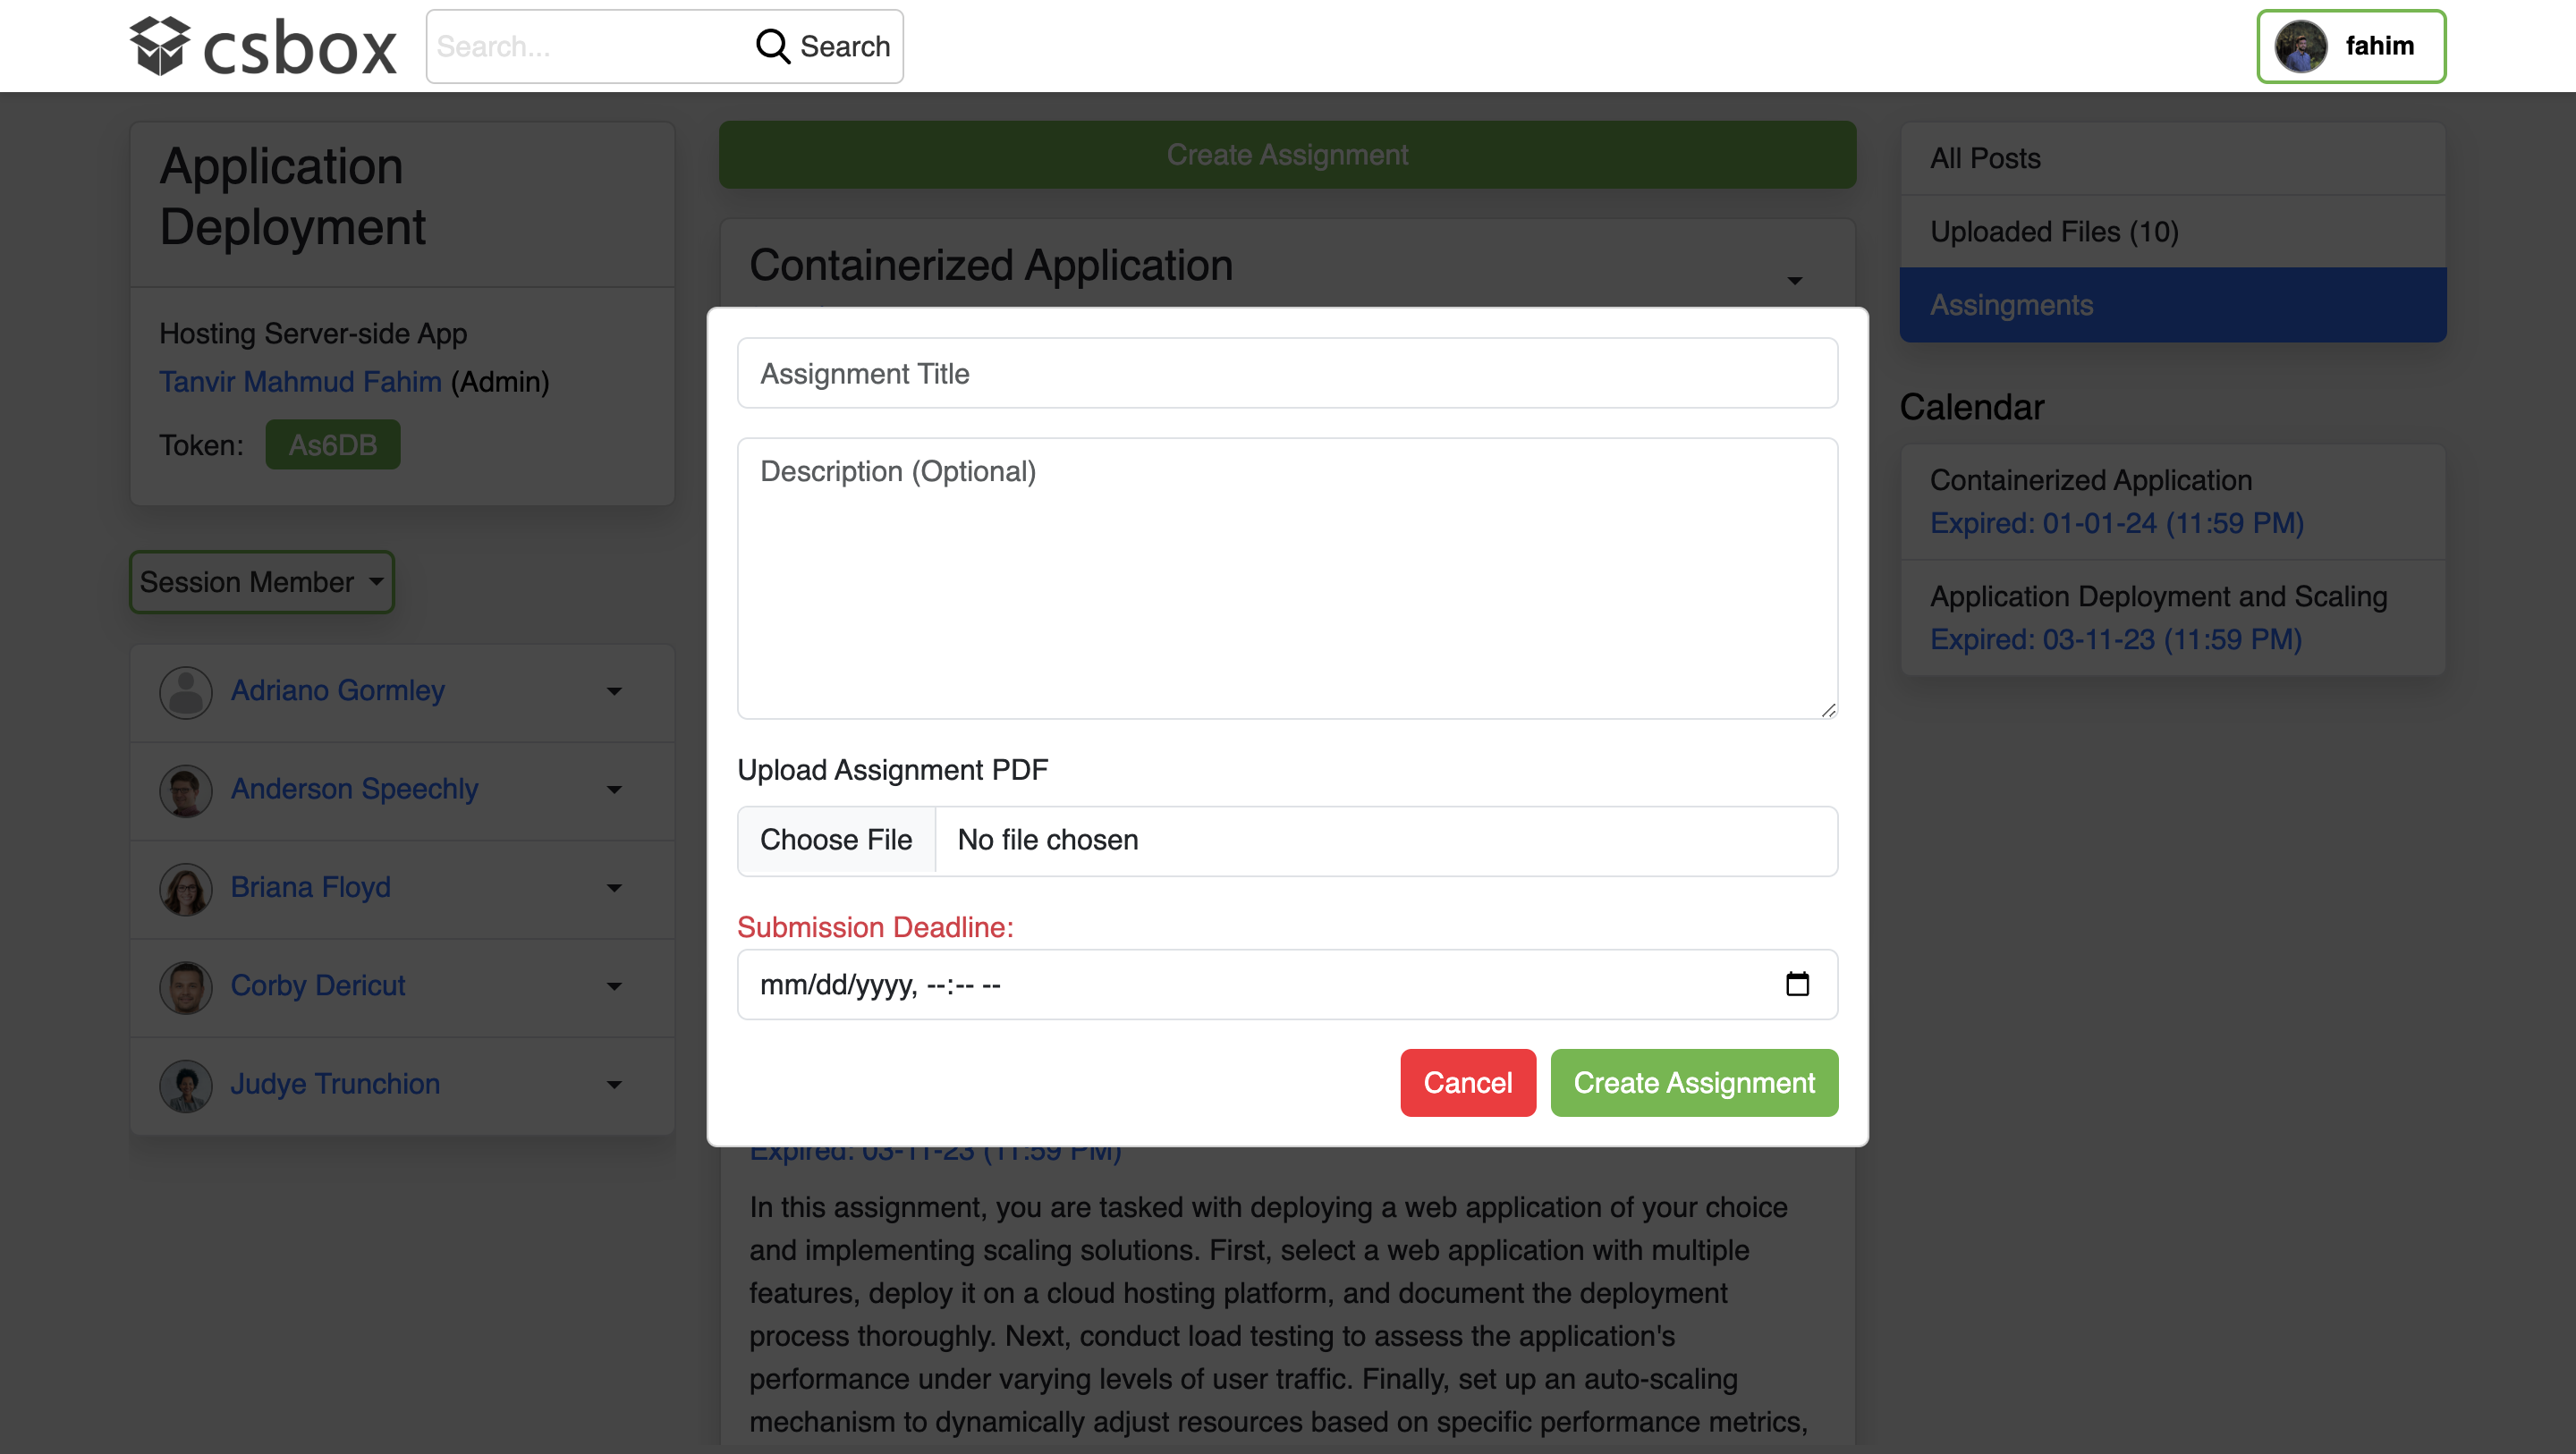 csbox
Search...
Search
fahim
Application
Deployment
Hosting Server-side App
Tanvir Mahmud Fahim (Admin)
Token: As6DB
Session Member
Adriano Gormley
Anderson Speechly
Briana Floyd
Corby Dericut
Judye Trunchion
Create Assignment
Containerized Application
Assignment Title
Description (Optional)
Upload Assignment PDF
Choose File No file chosen
Submission Deadline:
mm/dd/yyyy, --:-- --
Cancel Create Assignment
Expired: 03-11-23 (11:59 PM)
In this assignment, you are tasked with deploying a web application of your choice
and implementing scaling solutions. First, select a web application with multiple
features, deploy it on a cloud hosting platform, and document the deployment
process thoroughly. Next, conduct load testing to assess the application's
performance under varying levels of user traffic. Finally, set up an auto-scaling
mechanism to dynamically adjust resources based on specific performance metrics,
All Posts
Uploaded Files (10)
Assingments
Calendar
Containerized Application
Expired: 01-01-24 (11:59 PM)
Application Deployment and Scaling
Expired: 03-11-23 (11:59 PM)